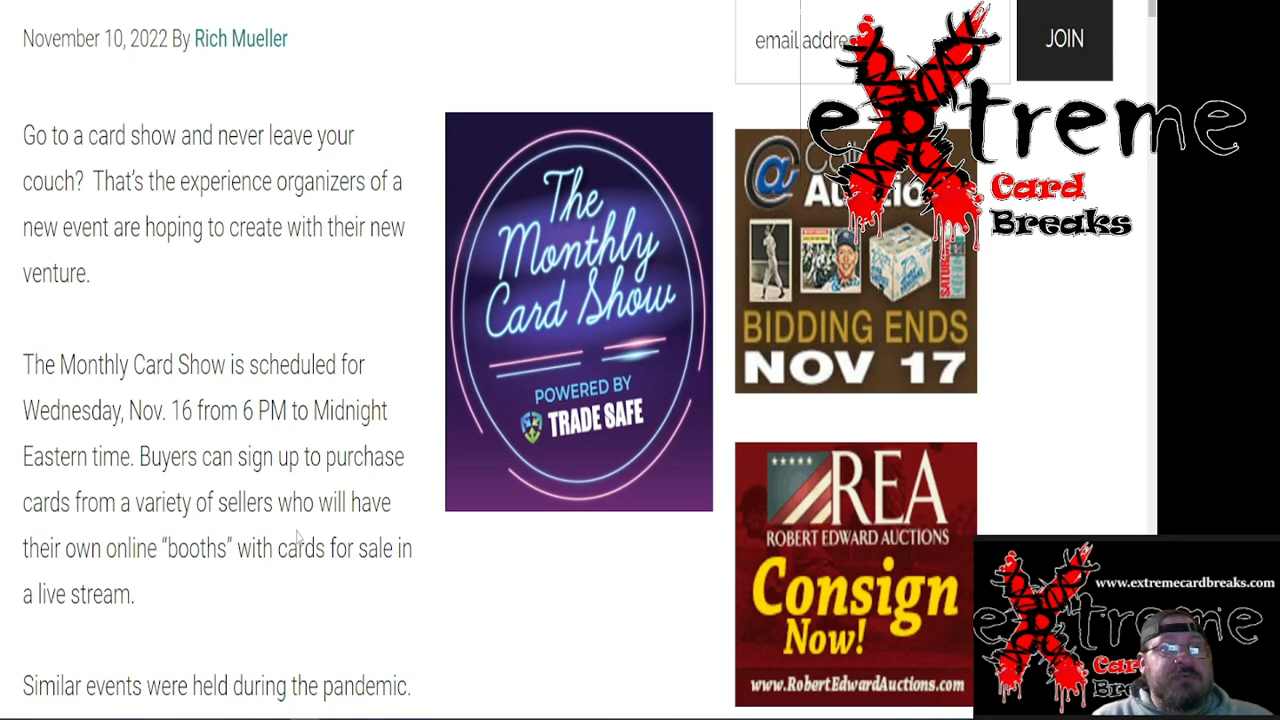 November 10, 2022 By Rich Mueller
Go to a card show and never leave your
couch? That's the experience organizers of a
new event are hoping to create with their new
venture.
The Monthly Card Show is scheduled for
Wednesday, Nov. 16 from 6 PM to Midnight
Eastern time. Buyers can sign up to purchase
cards from a variety of sellers who will have
their own online “booths” with cards for sale in
a live stream.
Similar events were held during the pandemic.
The
Monthly
Card Show
POWERED BY
TRADE SAFE
email
JOIN
eXtreme
Card
Breaks
BIDDING ENDS
NOV 17
REA
ROBERT EDWARD AUCTIONS
Consign
Now!
www.RobertEdwardAuctions.com
www.extremecardbreaks.com
eXtreme